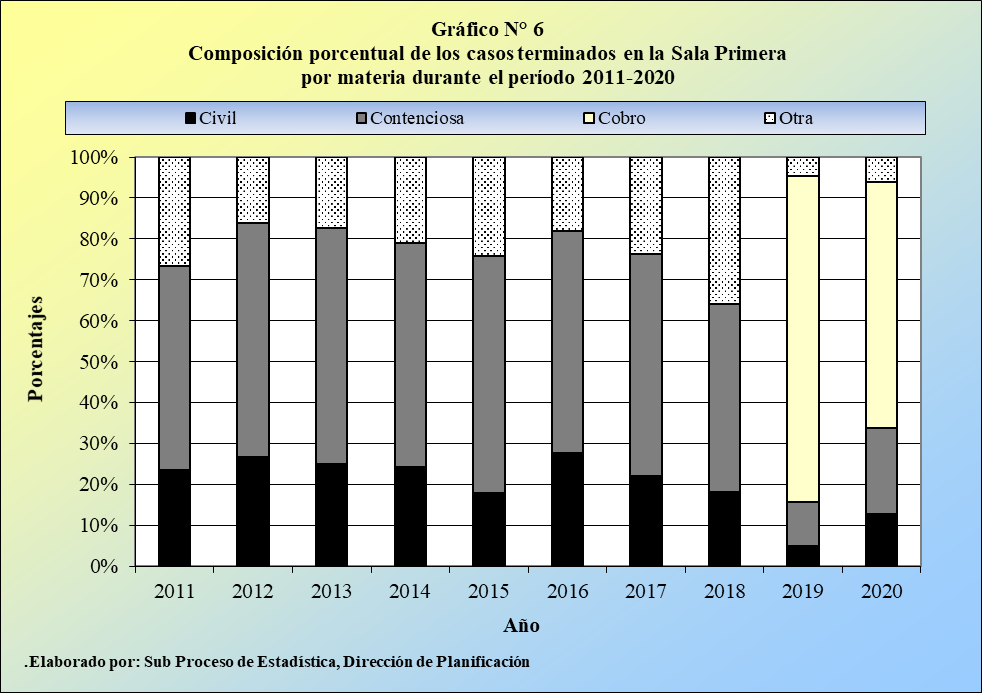 Gráfico N° 6
Composición porcentual de los casos terminados en la Sala Primera
por materia durante el período 2011-2020
Civil Contenciosa Cobro Otra
Porcentajes
100%
90%
80%
70%
60%
50%
40%
30%
20%
10%
0%
2011 2012 2013 2014 2015 2016 2017 2018 2019 2020
Año
.Elaborado por: Sub Proceso de Estadística, Dirección de Planificación